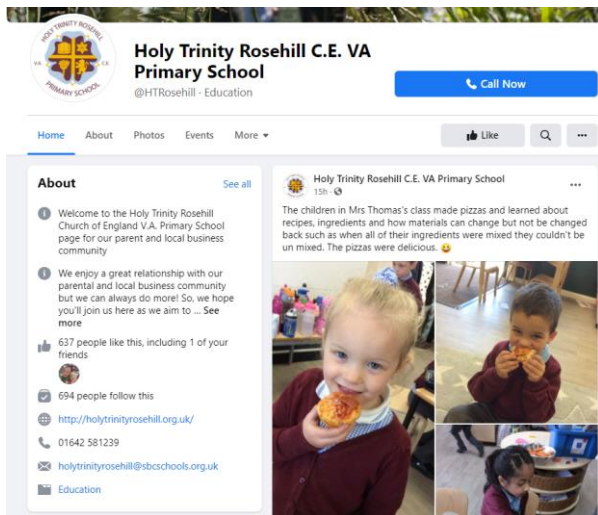 HOLY TRINITY ROSEHILL
V.A. C.E.
PRIMARY SCHOOL
Holy Trinity Rosehill C.E. VA
Primary School
@HTRosehill · Education
Call Now
Home About Photos Events More
Like
About
See all
Welcome to the Holy Trinity Rosehill
Church of England V.A. Primary School
page for our parent and local business
community
We enjoy a great relationship with our
parental and local business community
but we can always do more! So, we hope
you'll join us here as we aim to ... See
more
637 people like this, including 1 of your
friends
694 people follow this
http://holytrinityrosehill.org.uk/
01642 581239
holytrinityrosehill@sbcschools.org.uk
Education
Holy Trinity Rosehill C.E. VA Primary School
15h ·
The children in Mrs Thomas's class made pizzas and learned about
recipes, ingredients and how materials can change but not be changed
back such as when all of their ingredients were mixed they couldn't be
un mixed. The pizzas were delicious. 😀